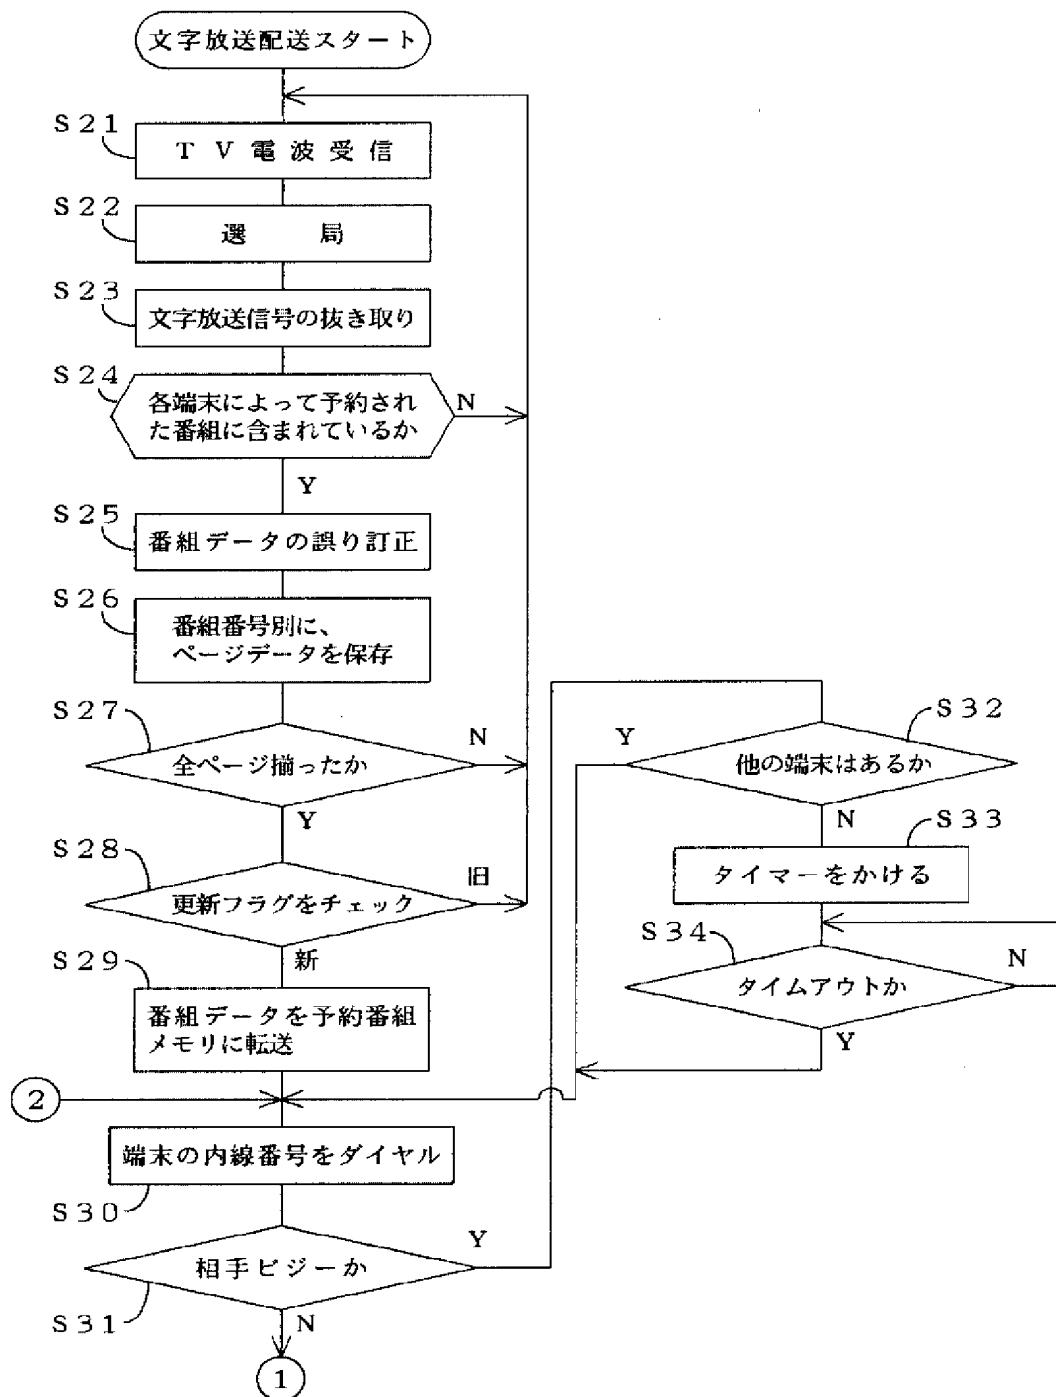 文字放送配送スタート
S21
TV電波受信
S22
選局
S23
文字放送信号の抜き取り
S24
各端末によって予約され
た番組に含まれているか
N
Y
S25
番組データの誤り訂正
S26
番組番号別に、
ページデータを保存
S27
全ページ揃ったか
N
Y
S28
更新フラグをチェック
旧
新
S29
番組データを予約番組
メモリに転送
2
端末の内線番号をダイヤル
S30
相手ビジーか
Y
S31
N
1
S32
他の端末はあるか
Y
N
S33
タイマーをかける
S34
タイムアウトか
N
Y